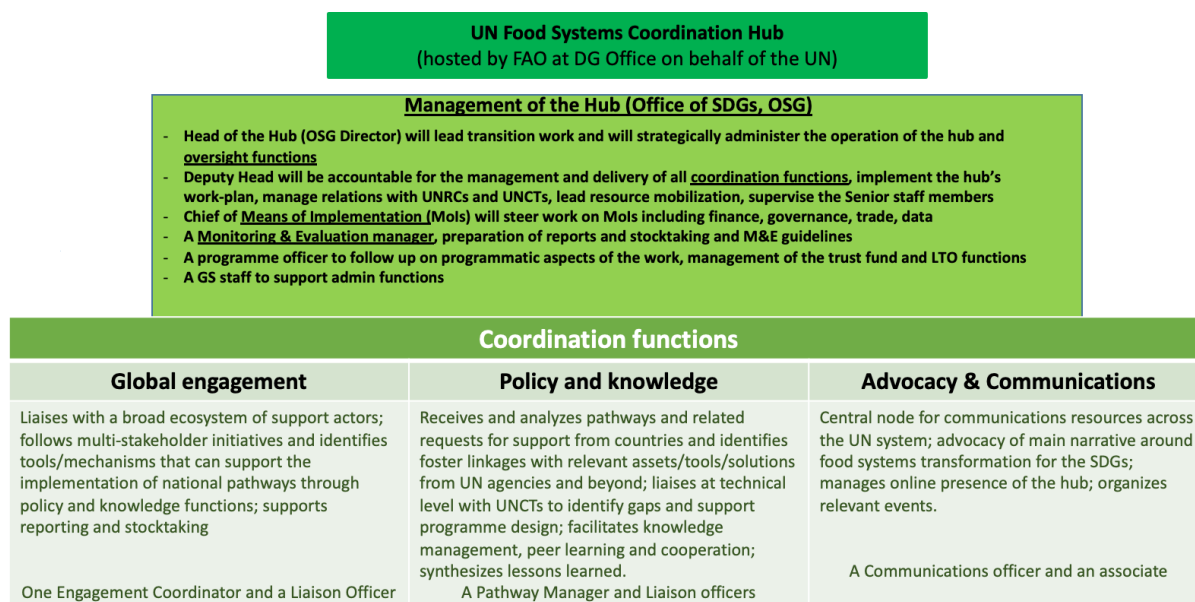 UN Food Systems Coordination Hub
(hosted by FAO at DG Office on behalf of the UN)
Management of the Hub (Office of SDGs, OSG)
- Head of the Hub (OSG Director) will lead transition work and will strategically administer the operation of the hub and
oversight functions
- Deputy Head will be accountable for the management and delivery of all coordination functions, implement the hub's
work-plan, manage relations with UNRCs and UNCTs, lead resource mobilization, supervise the Senior staff members
- Chief of Means of Implementation (MoIs) will steer work on MoIs including finance, governance, trade, data
- A Monitoring & Evaluation manager, preparation of reports and stocktaking and M&E guidelines
- A programme officer to follow up on programmatic aspects of the work, management of the trust fund and LTO functions
- A GS staff to support admin functions
Coordination functions
Global engagement
Liaises with a broad ecosystem of support actors;
follows multi-stakeholder initiatives and identifies
tools/mechanisms that can support the
implementation of national pathways through
policy and knowledge functions; supports
reporting and stocktaking
One Engagement Coordinator and a Liaison Officer
Policy and knowledge
Receives and analyzes pathways and related
requests for support from countries and identifies
foster linkages with relevant assets/tools/solutions
from UN agencies and beyond; liaises at technical
level with UNCTs to identify gaps and support
programme design; facilitates knowledge
management, peer learning and cooperation;
synthesizes lessons learned.
A Pathway Manager and Liaison officers
Advocacy & Communications
Central node for communications resources across
the UN system; advocacy of main narrative around
food systems transformation for the SDGs;
manages online presence of the hub; organizes
relevant events.
A Communications officer and an associate